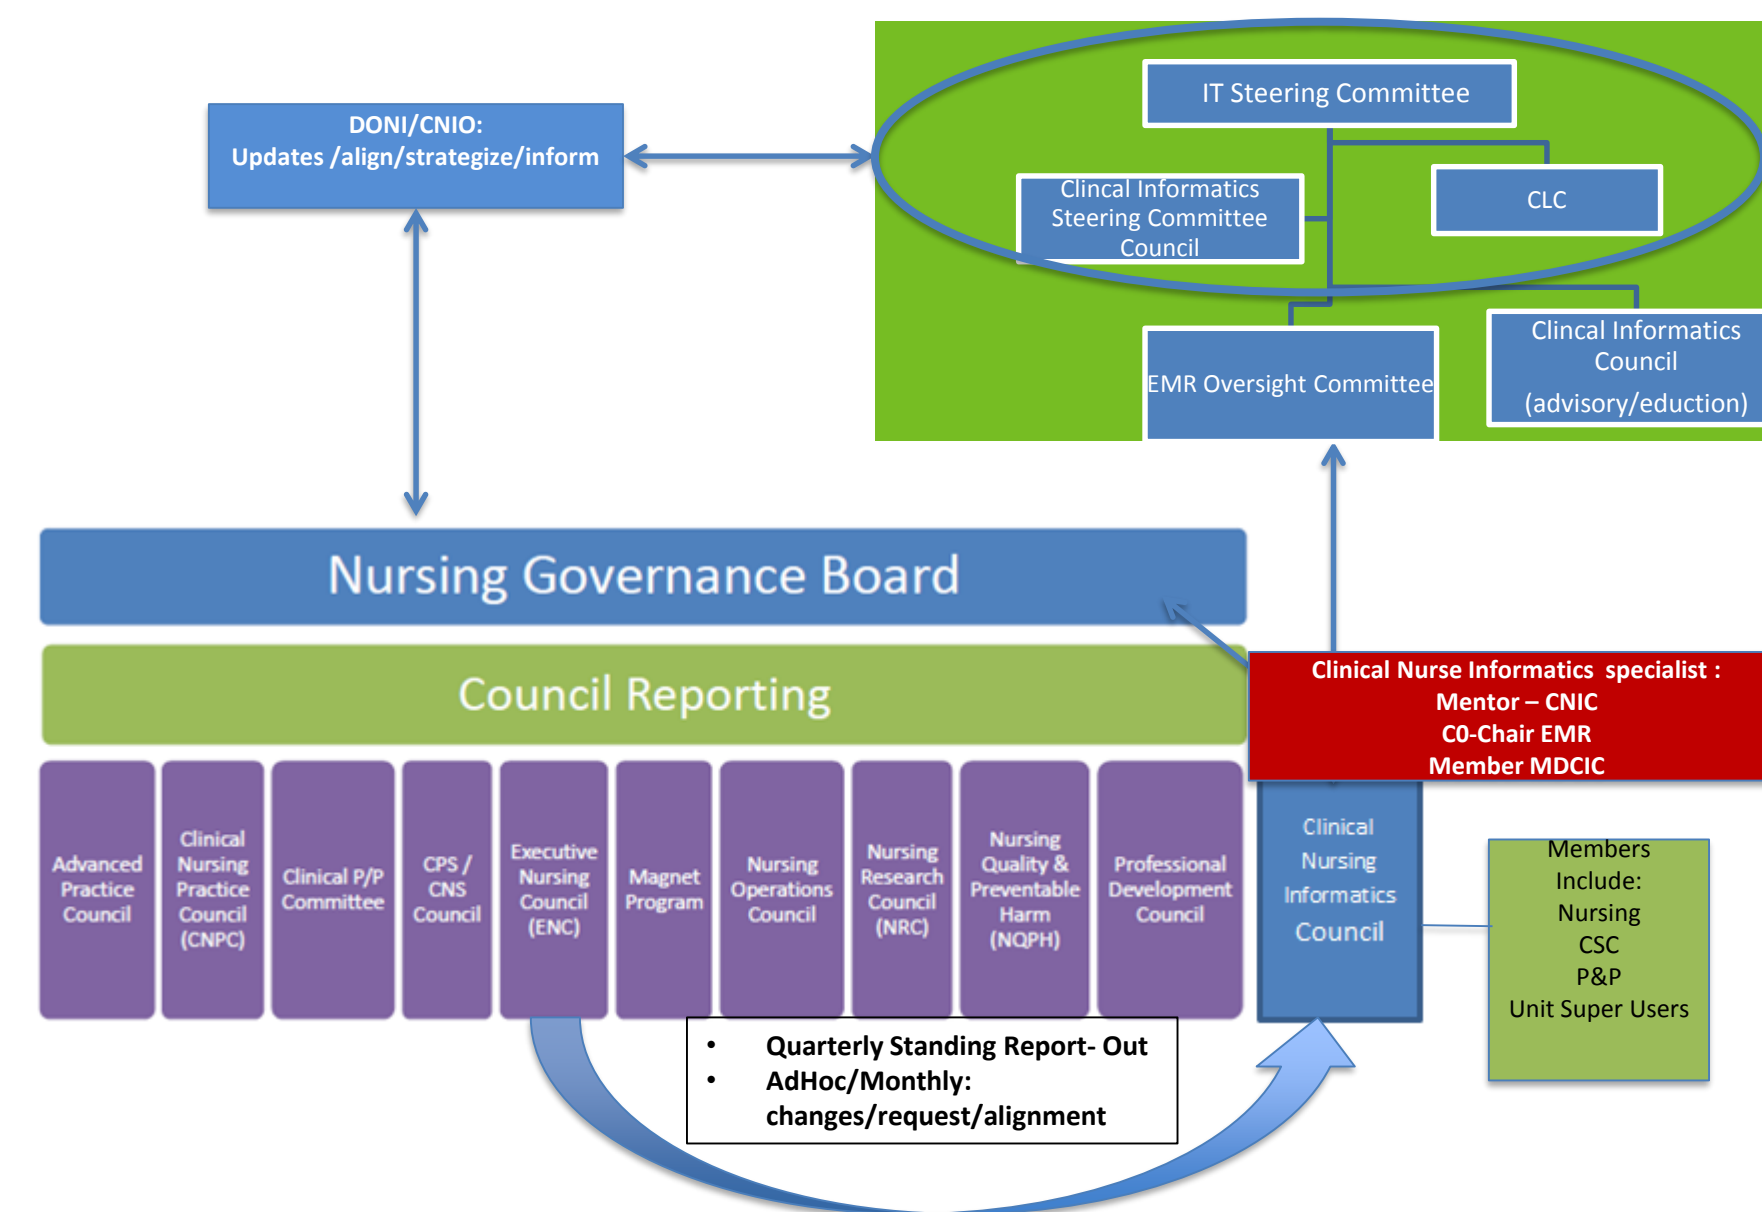 IT Steering Committee
DONI/CNIO:
Updates /align/strategize/inform
Clincal Informatics
Steering Committee
Council
CLC
EMR Oversight Committee
Clincal Informatics
Council
(advisory/eduction)
Nursing Governance Board
Council Reporting
Clinical Nurse Informatics specialist :
Mentor – CNIC
C0-Chair EMR
Member MDCIC
Advanced
Practice
Council
Clinical
Nursing
Practice
Council
(CNPC)
Clinical P/P
Committee
CPS /
CNS
Council
Executive
Nursing
Council
(ENC)
Magnet
Program
Nursing
Operations
Council
Nursing
Research
Council
(NRC)
Nursing
Quality &
Preventable
Harm
(NQPH)
Professional
Development
Council
Clinical
Nursing
Informatics
Council
Members
Include:
Nursing
CSC
P&P
Unit Super Users
• Quarterly Standing Report- Out
• AdHoc/Monthly:
changes/request/alignment